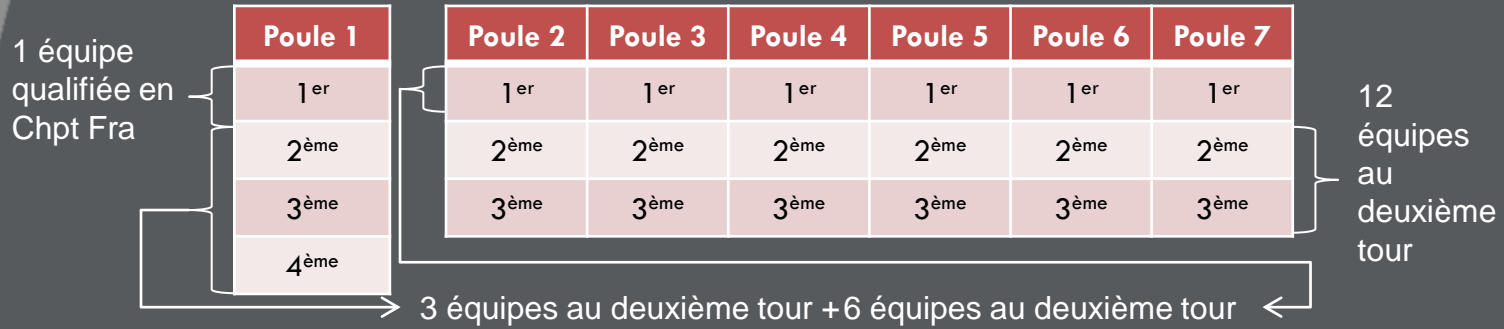 1 équipe
qualifiée en
Chpt Fra
Poule 1
1er
2ème
3ème
4ème
Poule 2 Poule 3 Poule 4 Poule 5 Poule 6 Poule 7
1er 1er 1er 1er 1er 1er
2ème 2ème 2ème 2ème 2ème 2ème
3ème 3ème 3ème 3ème 3ème 3ème
12
équipes
au
deuxième
tour
3 équipes au deuxième tour +6 équipes au deuxième tour